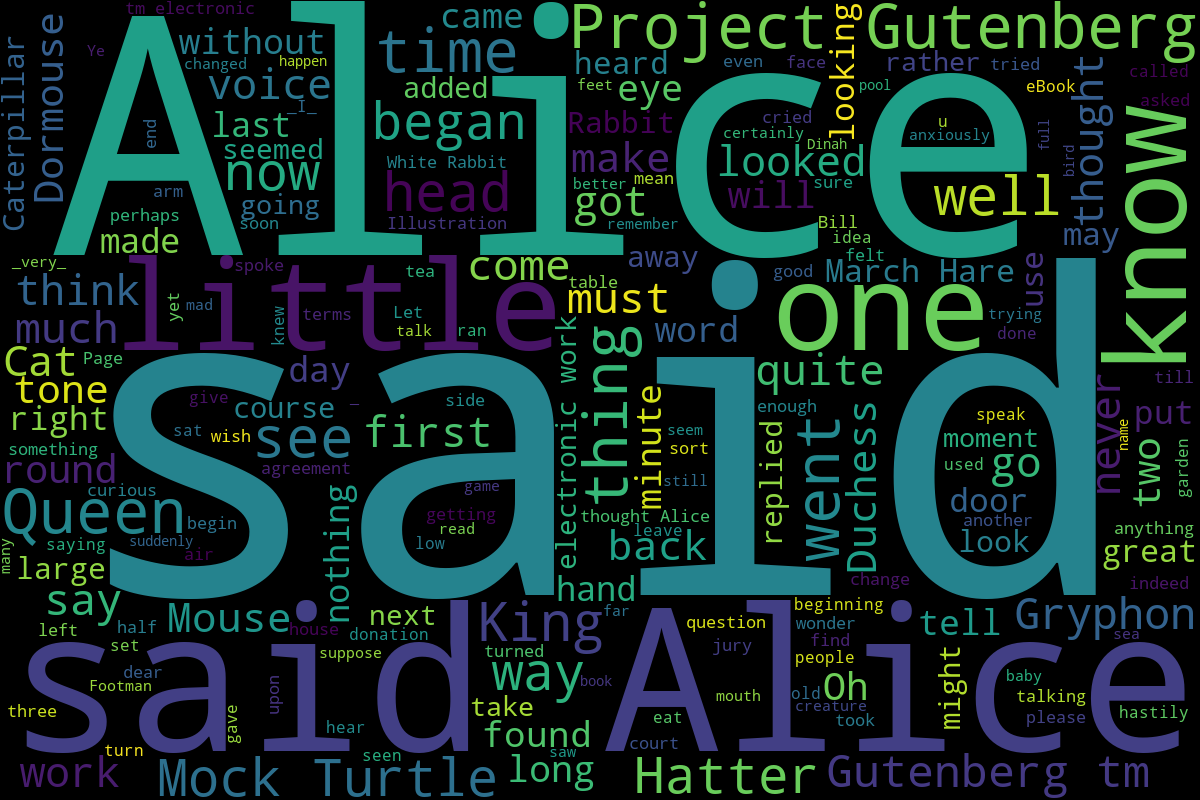 tm electronic
came
Project Gutenberg
Alice
Ye
without
changed
happen
time
heard
looking
even
face
rather
tried
called
Caterpillar
Dormouse
voice
_I_
added
feet
eye
eBook
asked
mthought
last
began
Rabbit
cried
pool
u
full
know
end
seemed
now
White Rabbit
make
certainly
Dinah
anxiously
looked
bird
arm
head
better
mean
got
will
sure
well
going
perhaps
soon
Illustration
remember
Bill
idea
may
made
felt
_very_
spoke
tea
come
away
table
good
March Hare
use
think
little
yet
mad
knew
terms
Let
must
one
trying
much
talk
ran
word
done
Cat
Page
day
electronic work
thing
quite
till
tone
give
_
side
minute
enough
never
put
right
course
said
sat
wish
see
first
seem
replied
went
Duchess
speak
name
something
sort
moment
two
garden
round
agreement
still
used
go
curious
game
Queen
nothing
getting
thought Alice
door
begin
read
leave
another
anything
many
saying
suddenly
low
back
look
great
large
air
hand
change
indeed
say
Mouse
house
next
King
far
beginning
tell
Gryphon
left
half
donation
question
wonder
sea
set
turned
jury
find
said Alice
suppose
way
book
people
might
baby
dear
Footman
upon
mouth
old
Oh
talking
three
gave
take
creature
hear
eat
took
please
hastily
turn
found
saw
court
seen
work
Mock Turtle
long
Hatter
Gutenberg tm